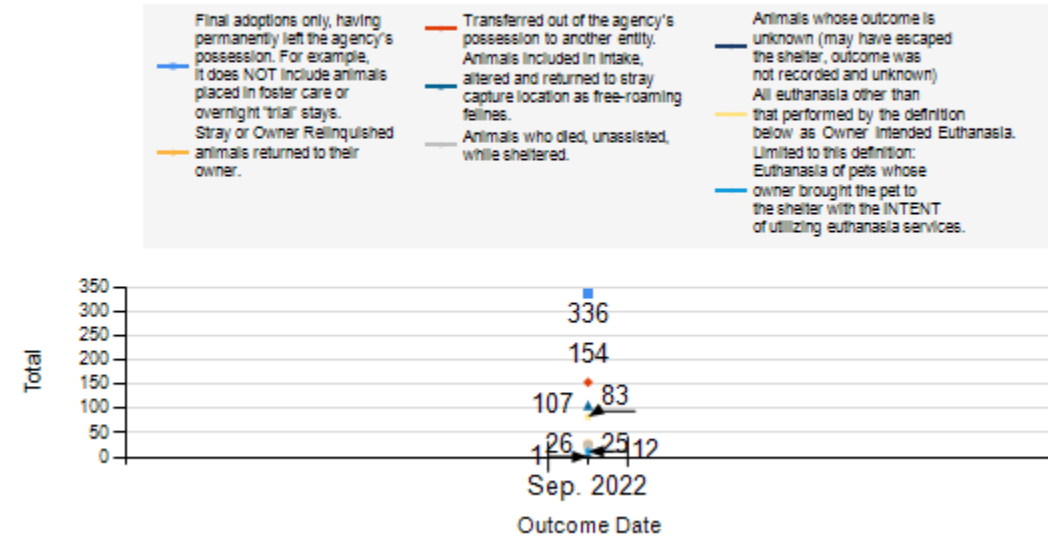 Final adoptions only, having
permanently left the agency's
possession. For example,
it does NOT include animals
placed in foster care or
overnight "trial" stays.
Stray or Owner Relinquished
animals returned to their
owner.
Transferred out of the agency's
possession to another entity.
Animals included in intake,
altered and returned to stray
capture location as free-roaming
felines.
Animals who died, unassisted,
while sheltered.
Animals whose outcome is
unknown (may have escaped
the shelter, outcome was
not recorded and unknown)
All euthanasia other than
that performed by the definition
below as Owner Intended Euthanasia.
Limited to this definition:
Euthanasia of pets whose
owner brought the pet to
the shelter with the INTENT
of utilizing euthanasia services.
350
300
250
200
150
100
50
0
Total
336
154
107
83
26
25
1
12
Sep. 2022
Outcome Date